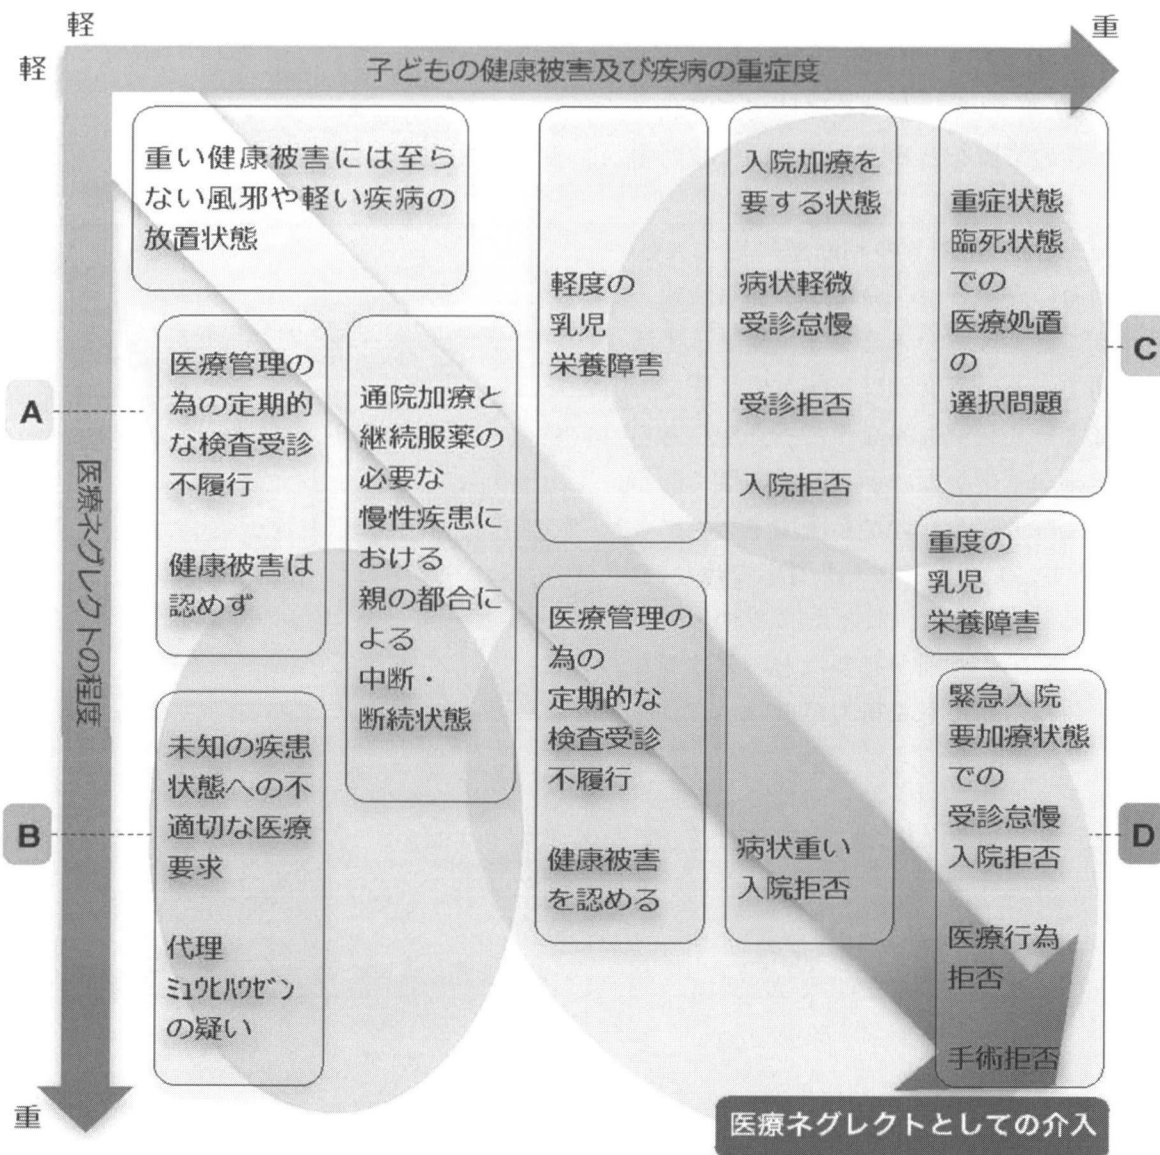 軽
重
軽
子どもの健康被害及び疾病の重症度
重い健康被害には至ら
ない風邪や軽い疾病の
放置状態
A
医療管理の
為の定期的
な検査受診
不履行
健康被害は
認めず
通院加療と
継続服薬の
必要な
慢性疾患に
おける
親の都合に
よる
中断・
断続状態
軽度の
乳児
栄養障害
入院加療を
要する状態
病状軽微
受診怠慢
受診拒否
入院拒否
病状重い
入院拒否
重症状態
臨死状態
での
医療処置
の
選択問題
C
重度の
乳児
栄養障害
医療ネグレクトの程度
B
未知の疾患
状態への不
適切な医療
要求
代理
ﾐｭｳﾋﾊｳｾﾞﾝ
の疑い
医療管理の
為の
定期的な
検査受診
不履行
健康被害
を認める
緊急入院
要加療状態
での
受診怠慢
入院拒否
医療行為
拒否
手術拒否
D
重
医療ネグレクトとしての介入